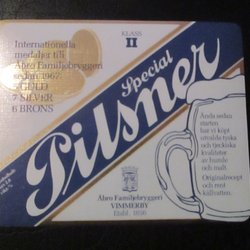 Internationella
medaljer till
Åbro Familjebryggeri
sedan 1967:
5 GULD
7 SILVER
6 BRONS
KLASS
II
Special
Pilsner
Ända sedan
starten
har vi köpt
utvalda tyska
och tjeckiska
kvaliteter
av humle
och malt.
Originalrecept
och rent
källvatten.
Åbro Familjebryggeri
VIMMERBY
Etabl. 1856